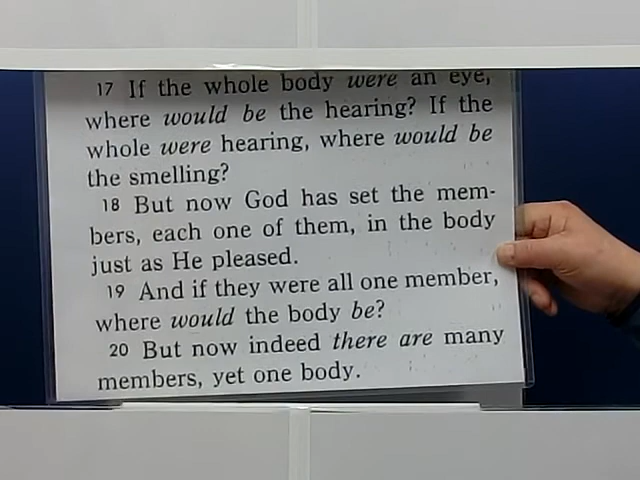 17 If the whole body were an eye,
where would be the hearing? If the
whole were hearing, where would be
the smelling?
18 But now God has set the mem-
bers, each one of them, in the body
just as He pleased.
19 And if they were all one member,
where would the body be?
20 But now indeed there are many
members, yet one body.